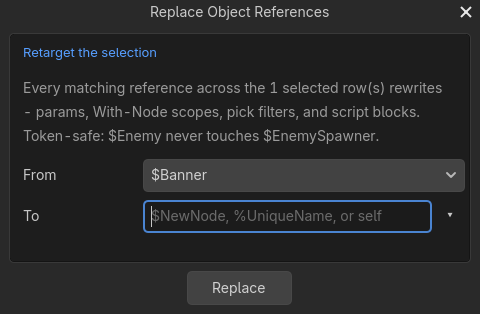 Replace Object References
Retarget the selection
Every matching reference across the 1 selected row(s) rewrites
- params, With-Node scopes, pick filters, and script blocks.
Token-safe: $Enemy never touches $EnemySpawner.
From
$Banner
To
$NewNode, %UniqueName, or self
Replace